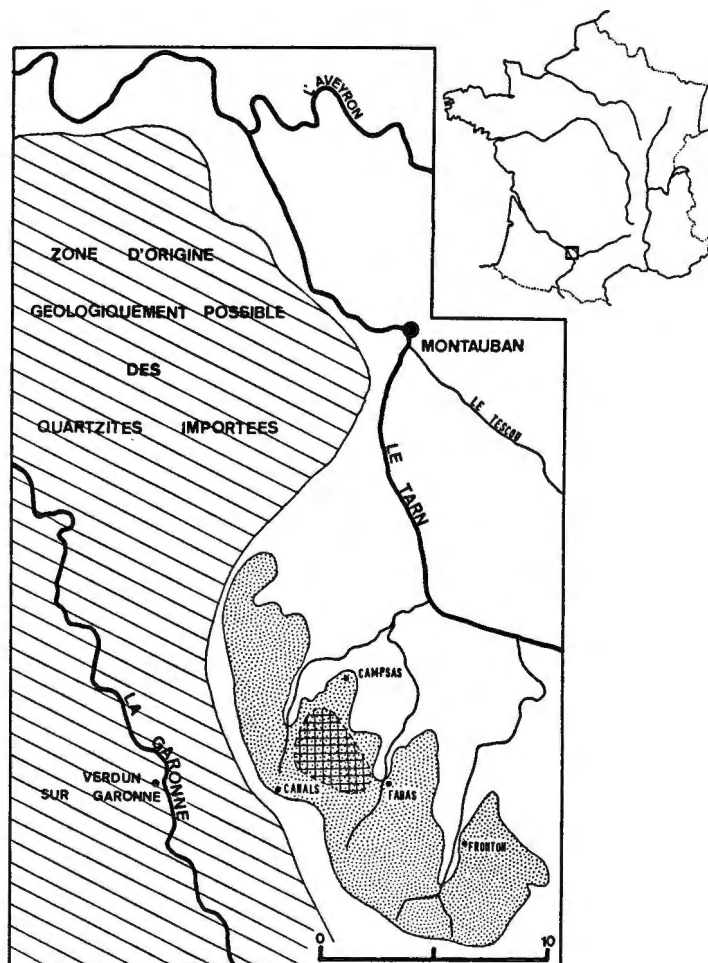 L'AVEYRON
ZONE D'ORIGINE
GEOLOGIQUEMENT POSSIBLE
DES
QUARTZITES IMPORTEES
MONTAUBAN
LE TESCOU
LE TARN
CAMPSAS
LA GARONNE
VERDUN
SUR GARONNE
CANALS
FABAS
FRONTON
0 10